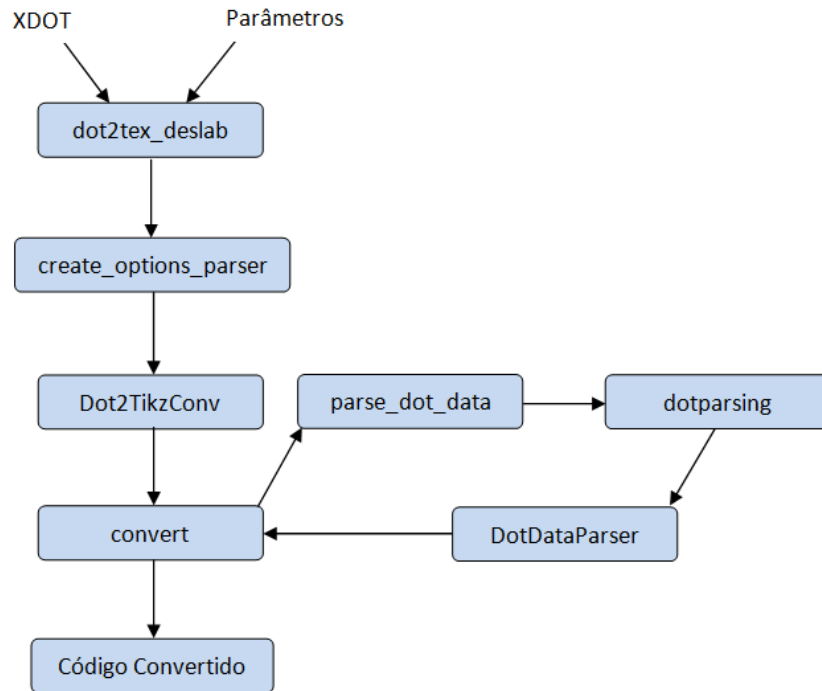 XDOT
Parâmetros
dot2tex_deslab
create_options_parser
Dot2TikzConv
parse_dot_data
dotparsing
convert
DotDataParser
Código Convertido